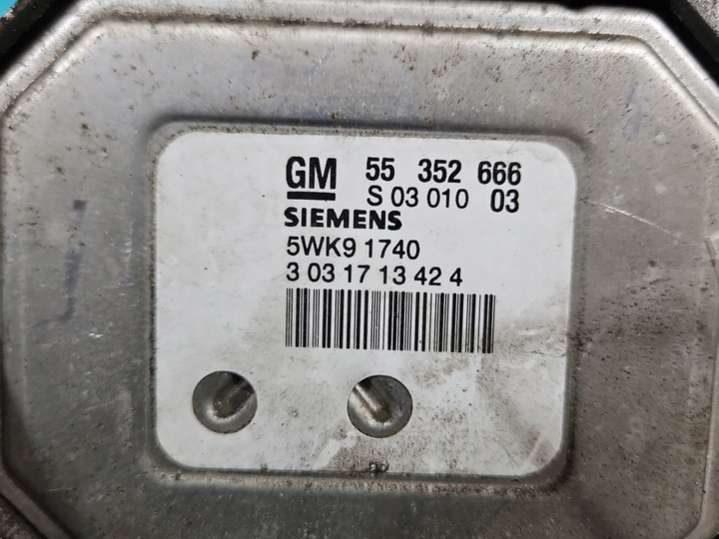 GM 55 352 666
S 03 010 03
SIEMENS
5WK9 1740
3 03 17 13 42 4